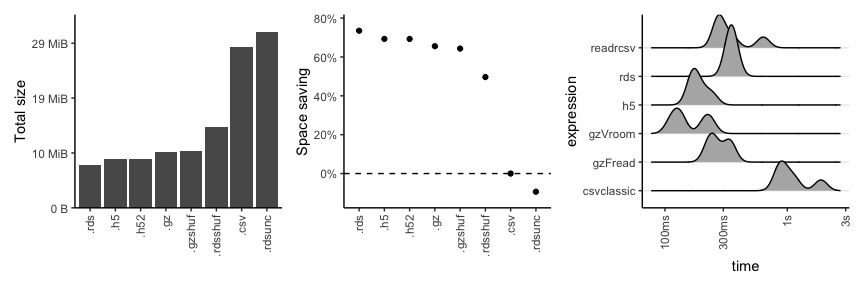 Total size
29 MiB
19 MiB
10 MiB
0 B
.rds
.h5
.h52
.gz
.gzshuf
.rdsshuf
.csv
.rdsunc
Space saving
80%
60%
40%
20%
0%
.rds
.h5
.h52
.gz
.gzshuf
.rdsshuf
.csv
.rdsunc
expression
readrcsv
rds
h5
gzVroom
gzFread
csvclassic
100ms
300ms
1s
3s
time